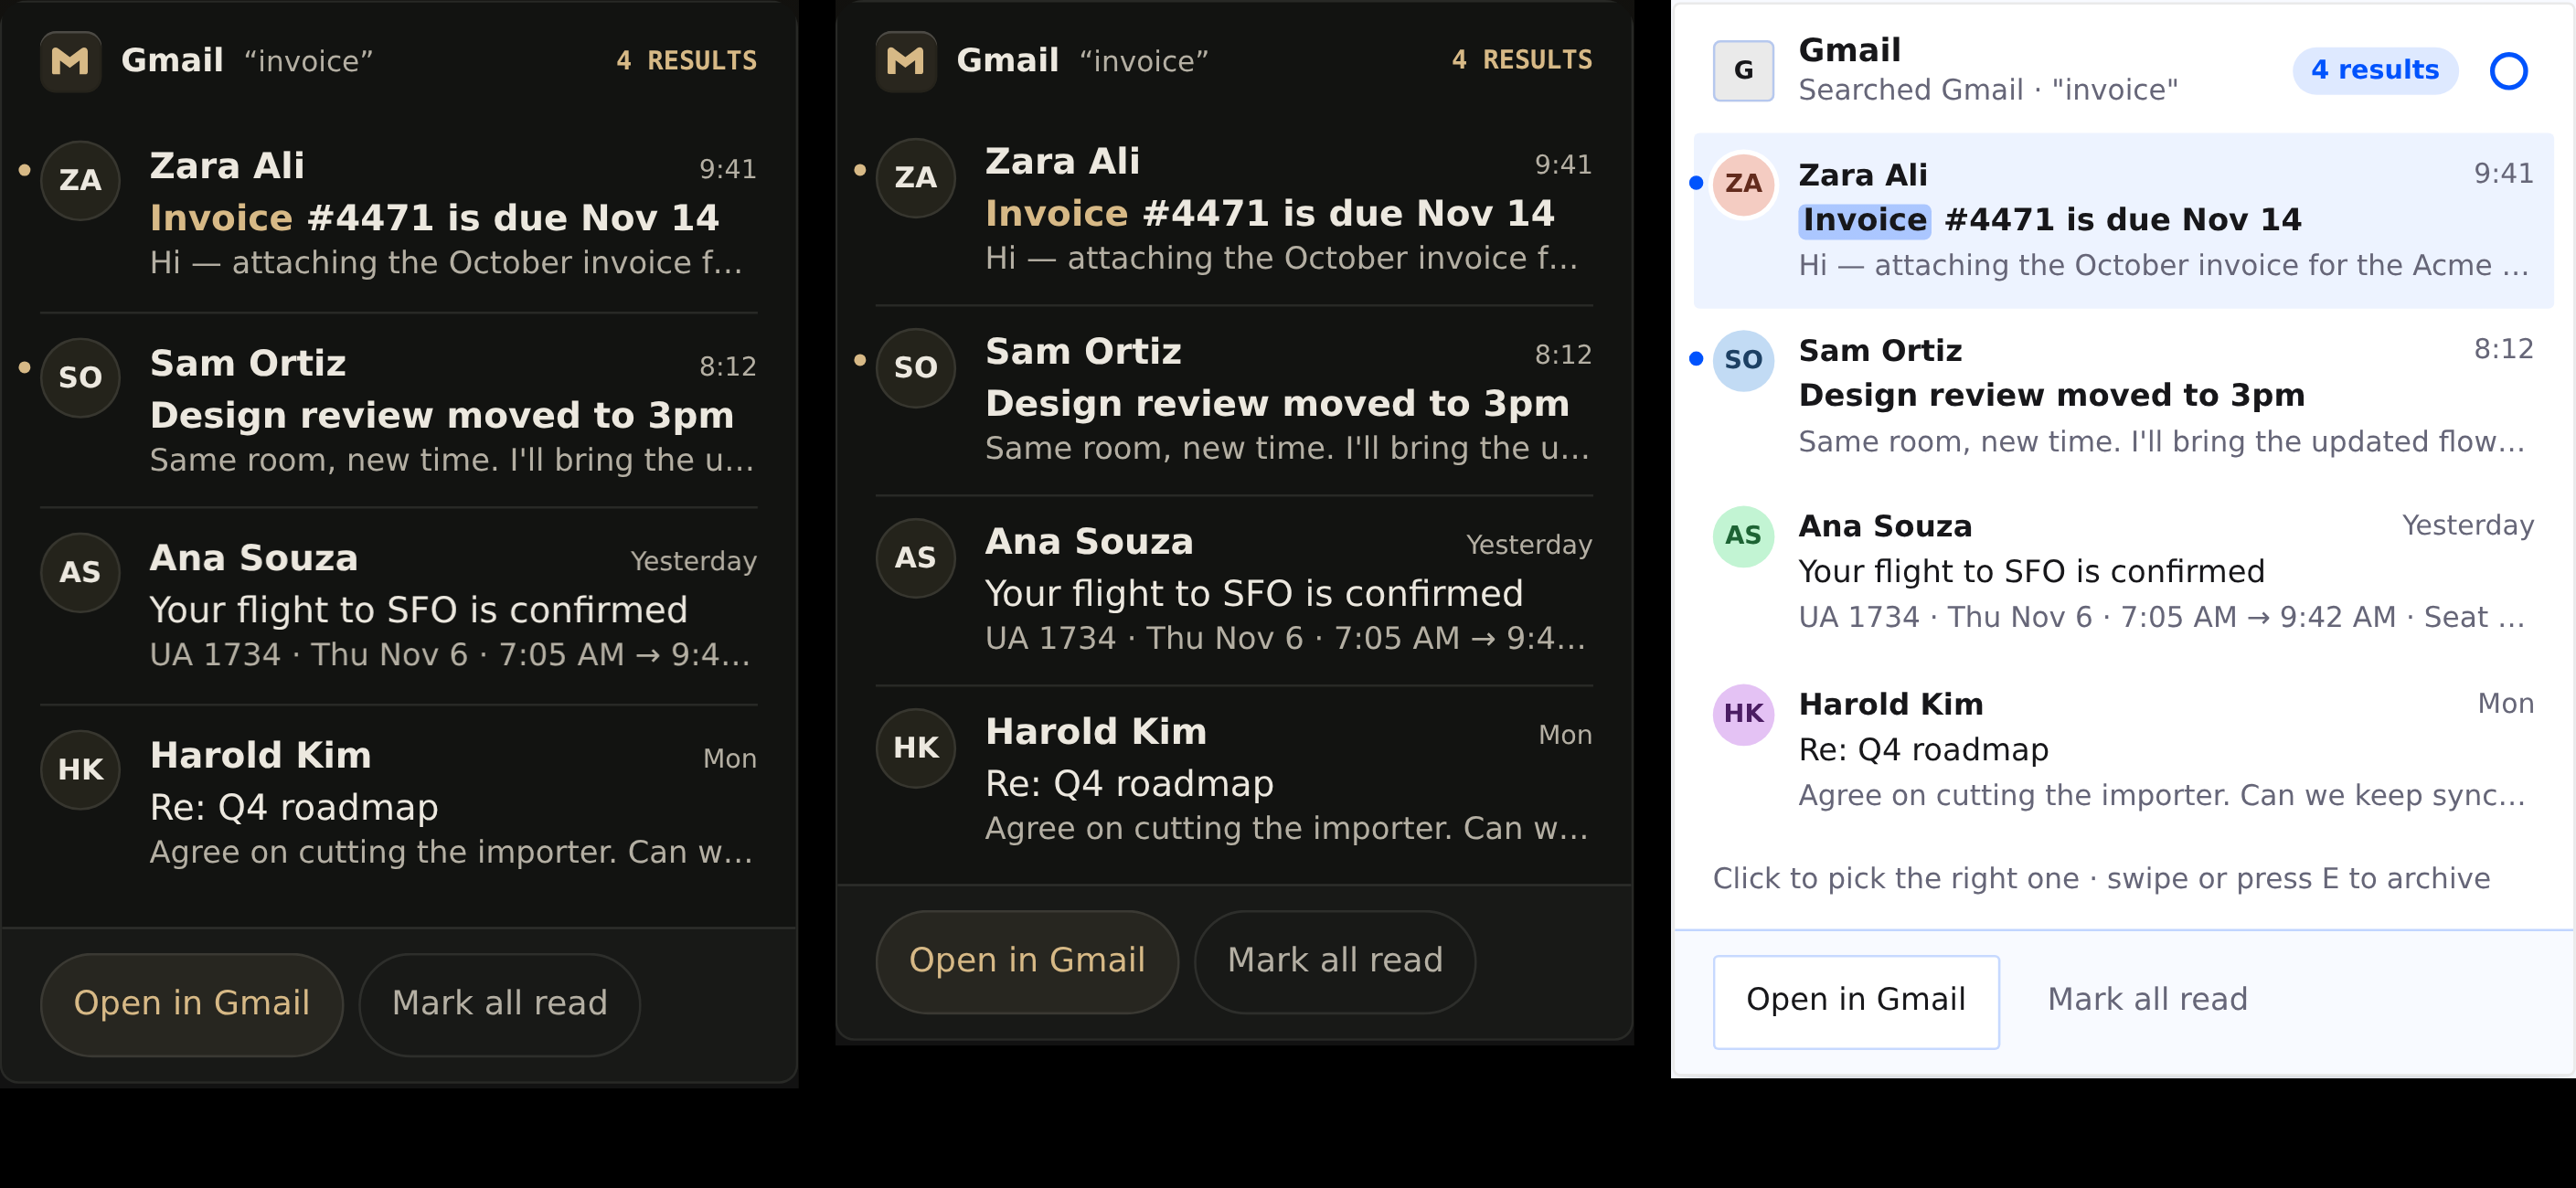 M Gmail “invoice” 4 RESULTS
ZA Zara Ali 9:41
Invoice #4471 is due Nov 14
Hi — attaching the October invoice f…
SO Sam Ortiz 8:12
Design review moved to 3pm
Same room, new time. I'll bring the u…
AS Ana Souza Yesterday
Your flight to SFO is confirmed
UA 1734 · Thu Nov 6 · 7:05 AM → 9:4…
HK Harold Kim Mon
Re: Q4 roadmap
Agree on cutting the importer. Can w…
Open in Gmail Mark all read
M Gmail “invoice” 4 RESULTS
ZA Zara Ali 9:41
Invoice #4471 is due Nov 14
Hi — attaching the October invoice f…
SO Sam Ortiz 8:12
Design review moved to 3pm
Same room, new time. I'll bring the u…
AS Ana Souza Yesterday
Your flight to SFO is confirmed
UA 1734 · Thu Nov 6 · 7:05 AM → 9:4…
HK Harold Kim Mon
Re: Q4 roadmap
Agree on cutting the importer. Can w…
Open in Gmail Mark all read
G Gmail 4 results
Searched Gmail · "invoice"
ZA Zara Ali 9:41
Invoice #4471 is due Nov 14
Hi — attaching the October invoice for the Acme …
SO Sam Ortiz 8:12
Design review moved to 3pm
Same room, new time. I'll bring the updated flow…
AS Ana Souza Yesterday
Your flight to SFO is confirmed
UA 1734 · Thu Nov 6 · 7:05 AM → 9:42 AM · Seat …
HK Harold Kim Mon
Re: Q4 roadmap
Agree on cutting the importer. Can we keep sync…
Click to pick the right one · swipe or press E to archive
Open in Gmail Mark all read